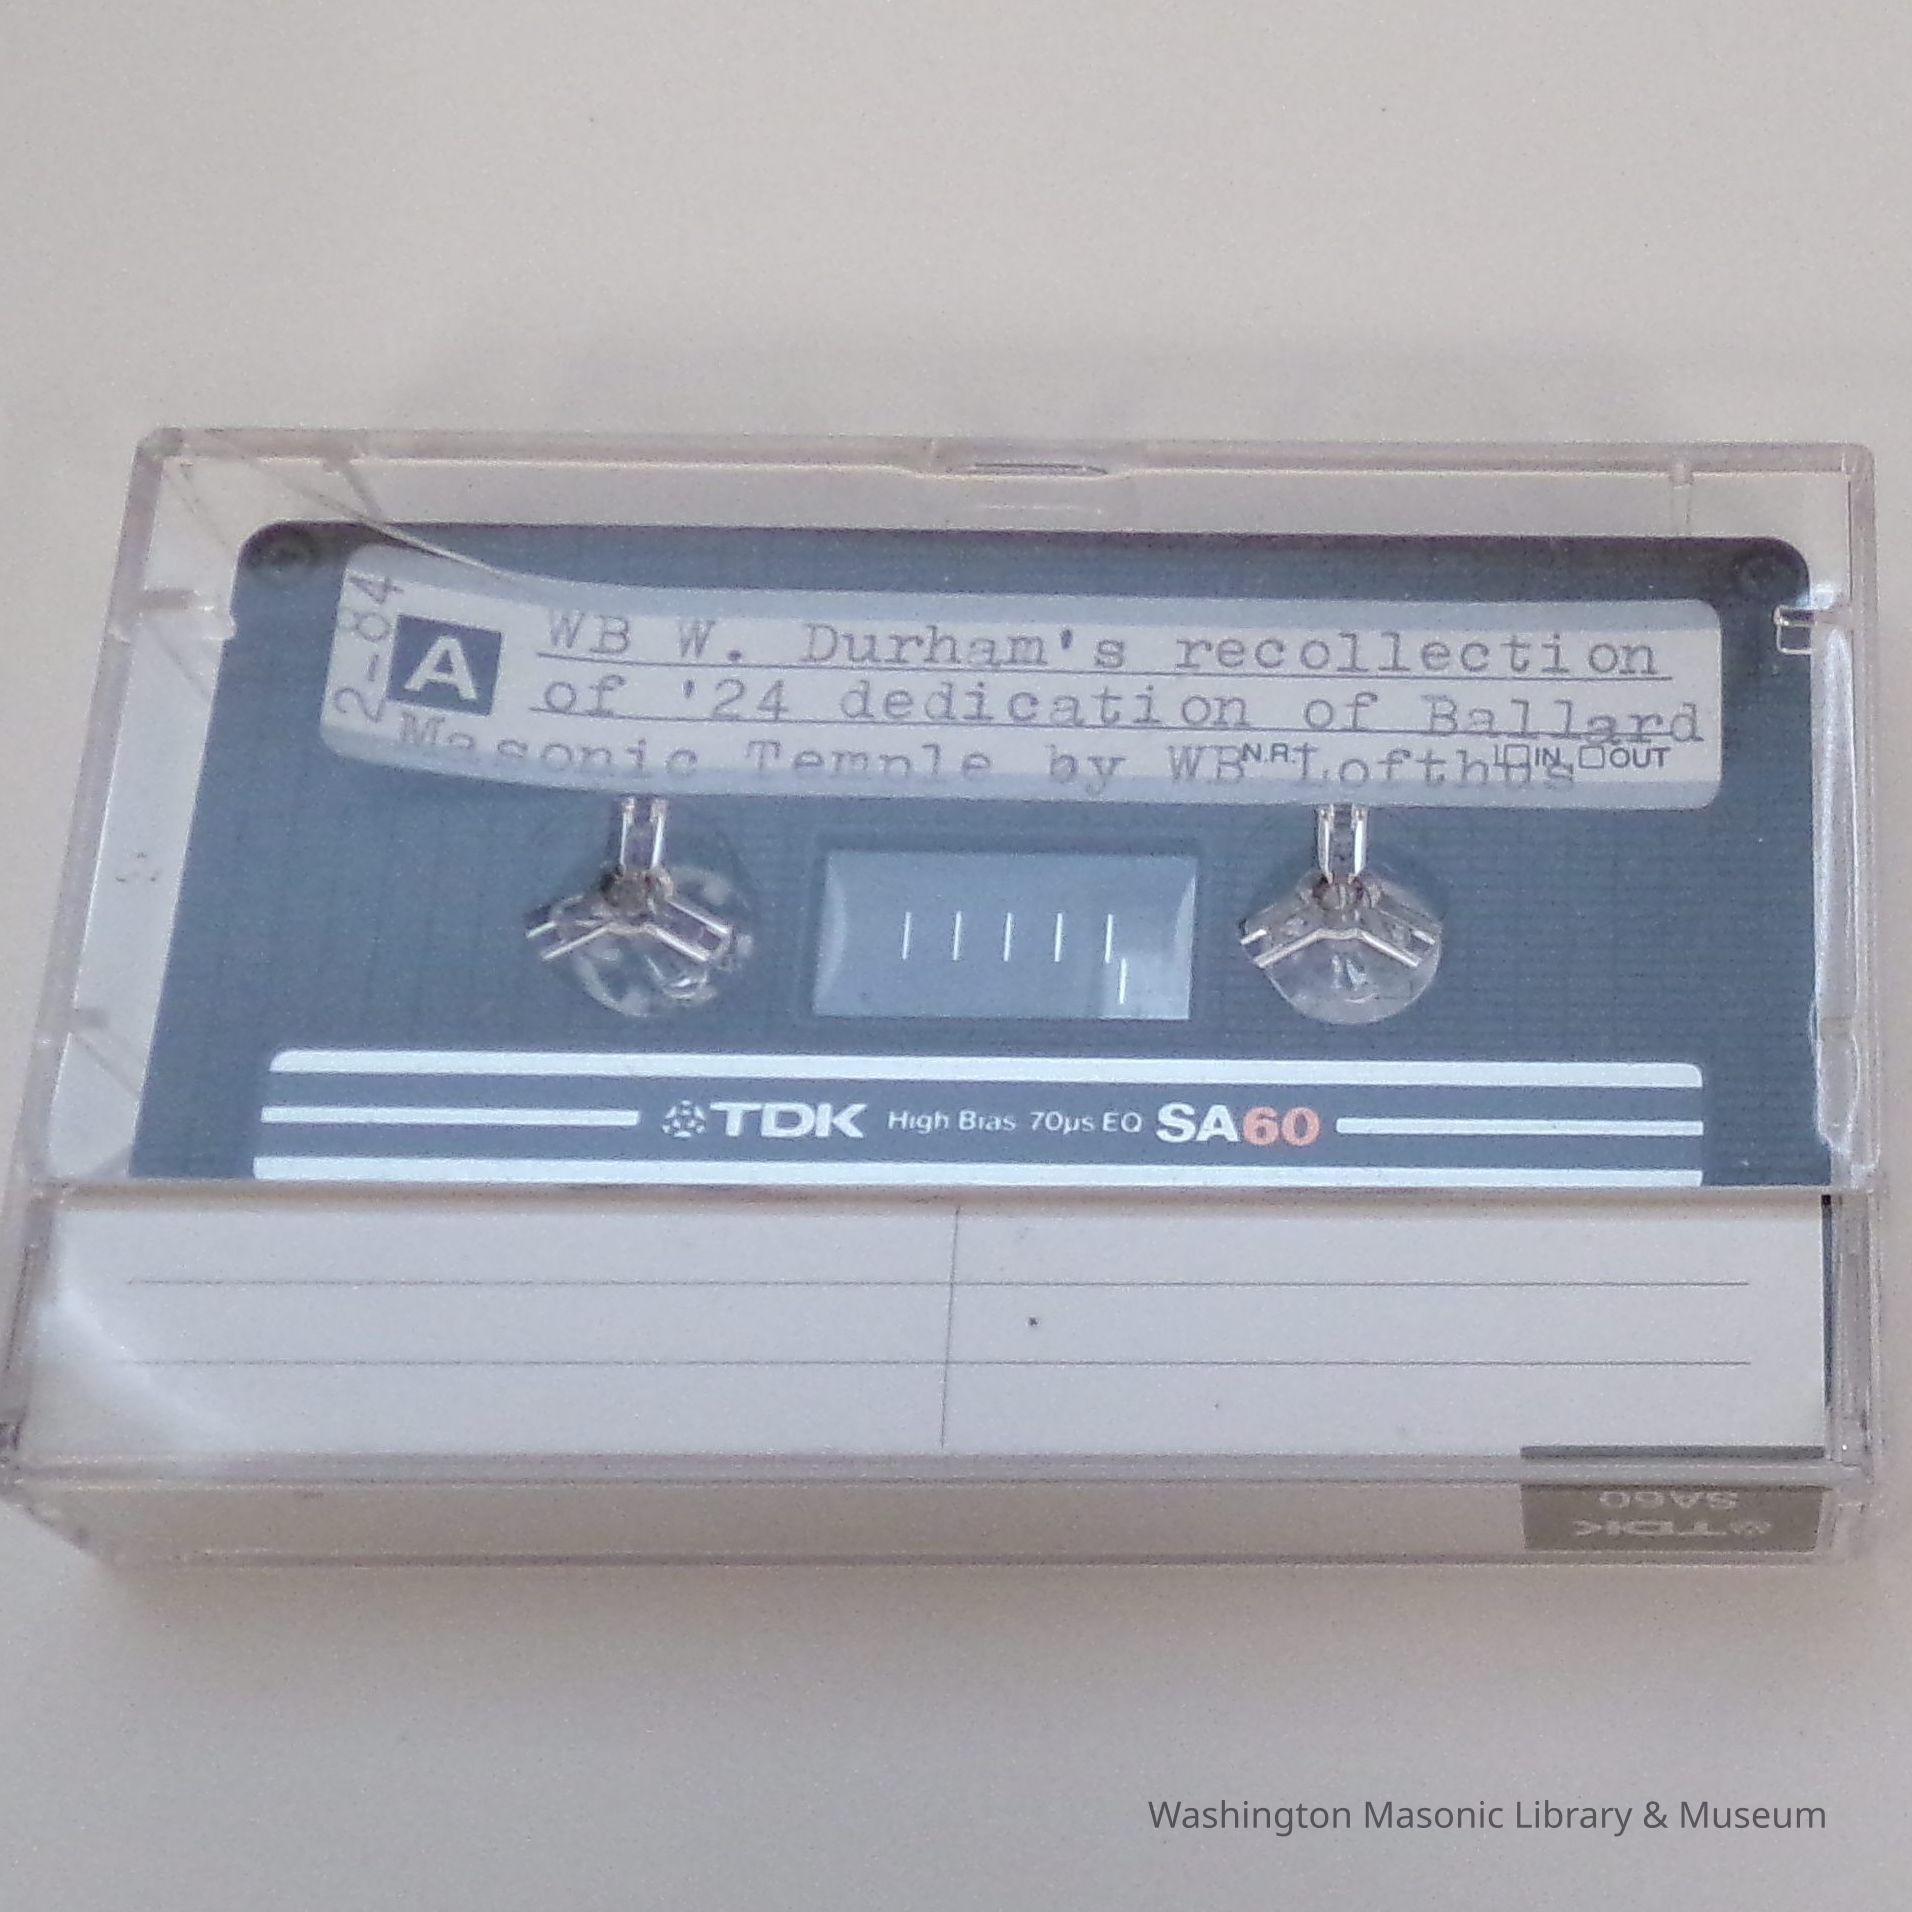 2-84
A
WB W. Durham's recollection
of '24 dedication of Ballard
Masonic Temple by WB Lofthus
N.R. IN OUT
TDK High Bias 70µs EQ SA60
SA60
TDK
Washington Masonic Library & Museum